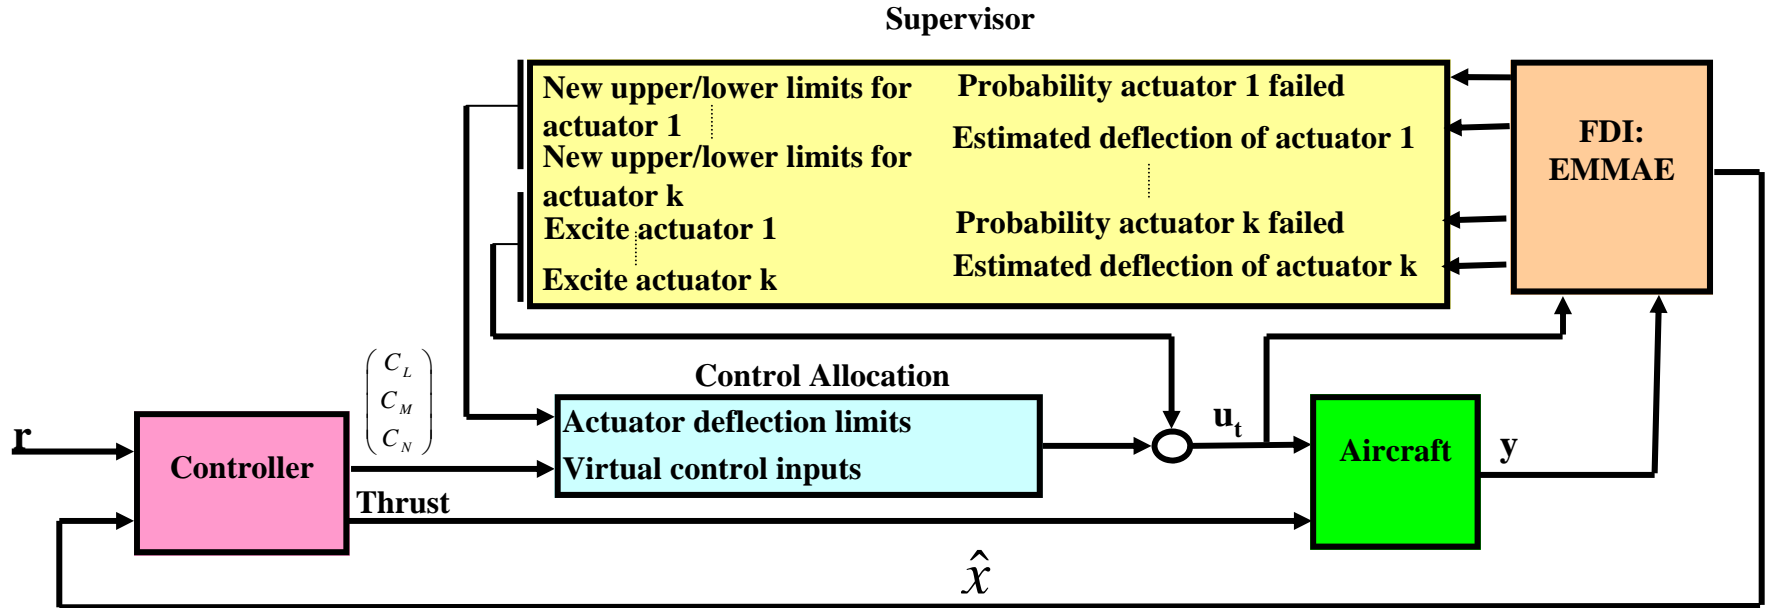 Supervisor
New upper/lower limits for
actuator 1
New upper/lower limits for
actuator k
Excite actuator 1
Excite actuator k
Probability actuator 1 failed
Estimated deflection of actuator 1
Probability actuator k failed
Estimated deflection of actuator k
FDI:
EMMAE
C_L
C_M
C_N
Control Allocation
Actuator deflection limits
Virtual control inputs
u_t
r
Controller
Thrust
Aircraft
y
x̂